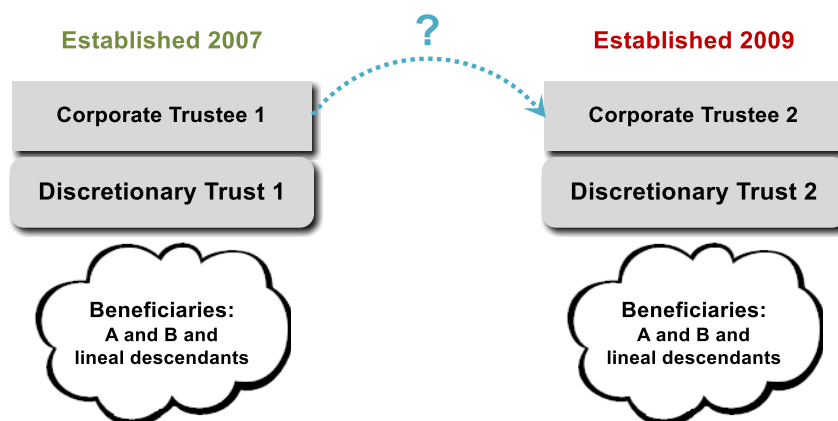 Established 2007
?
Established 2009
Corporate Trustee 1
Corporate Trustee 2
Discretionary Trust 1
Discretionary Trust 2
Beneficiaries:
A and B and
lineal descendants
Beneficiaries:
A and B and
lineal descendants